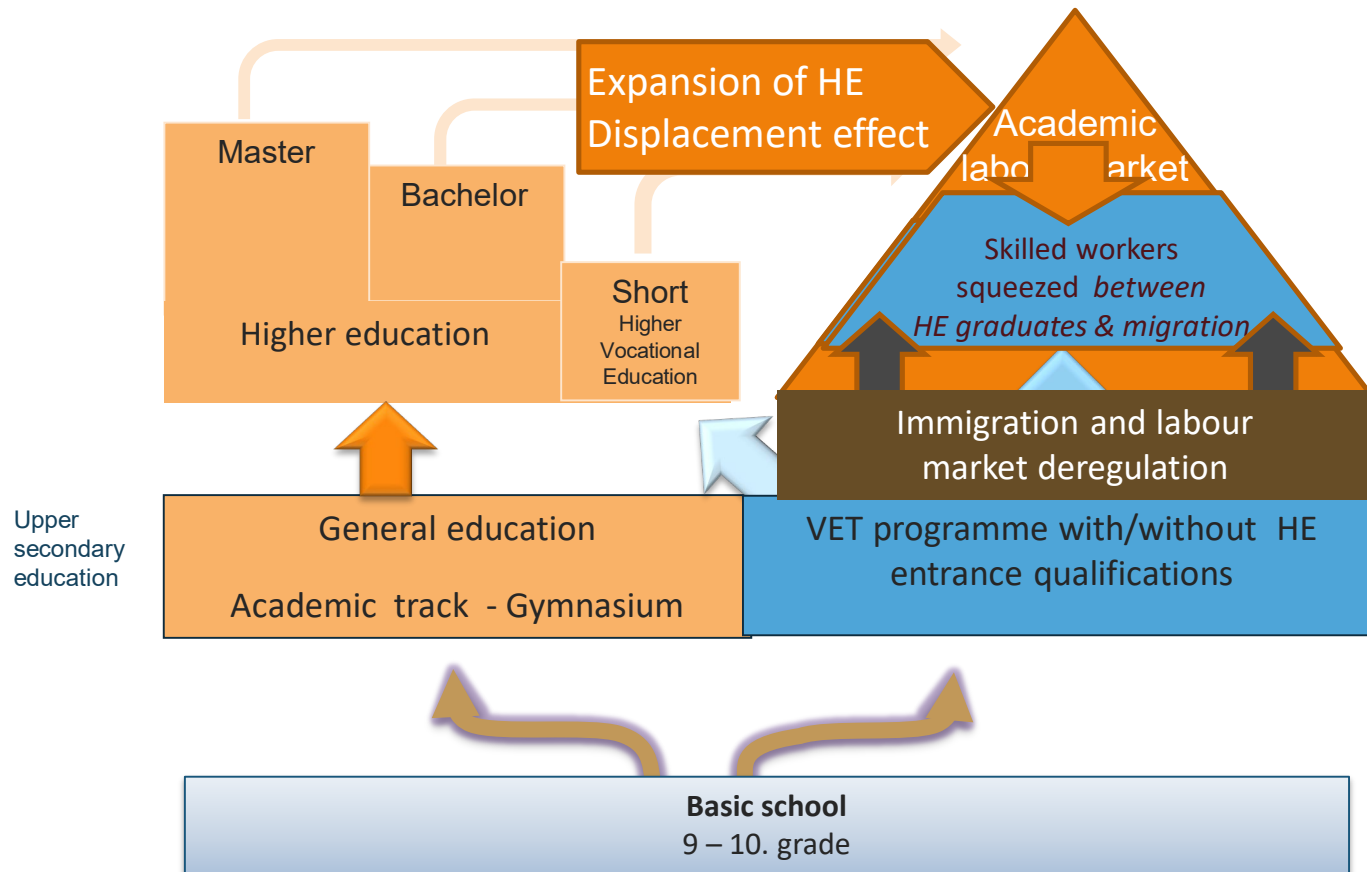 Expansion of HE
Displacement effect
Master
Bachelor
Short
Higher
Vocational
Education
Higher education
Academic
labo arket
Skilled workers
squeezed between
HE graduates & migration
Immigration and labour
market deregulation
Upper
secondary
education
General education
Academic track - Gymnasium
VET programme with/without HE
entrance qualifications
Basic school
9 – 10. grade